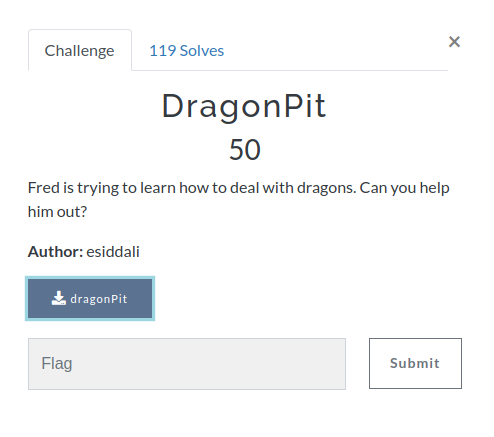 Challenge
119 Solves
×
DragonPit
50
Fred is trying to learn how to deal with dragons. Can you help
him out?
Author: esiddali
dragonPit
Flag
Submit